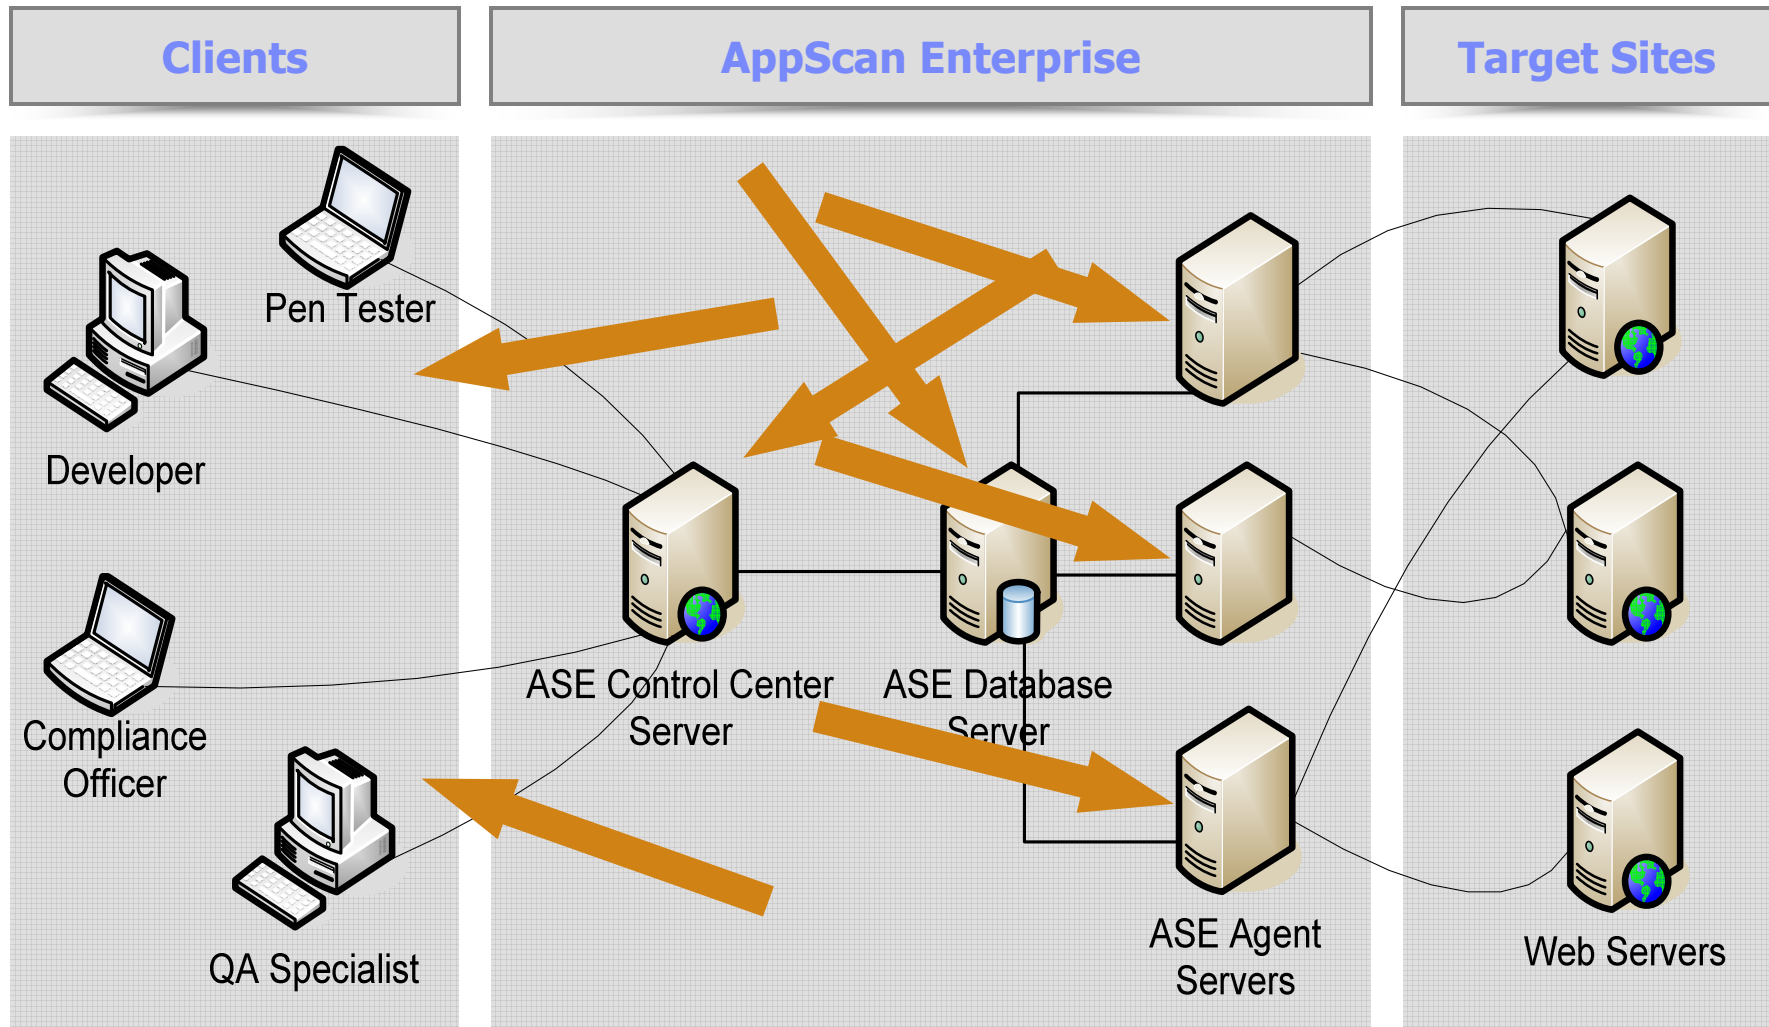 Clients
AppScan Enterprise
Target Sites
Pen Tester
Developer
ASE Control Center
Server
ASE Database
Server
Compliance
Officer
QA Specialist
ASE Agent
Servers
Web Servers